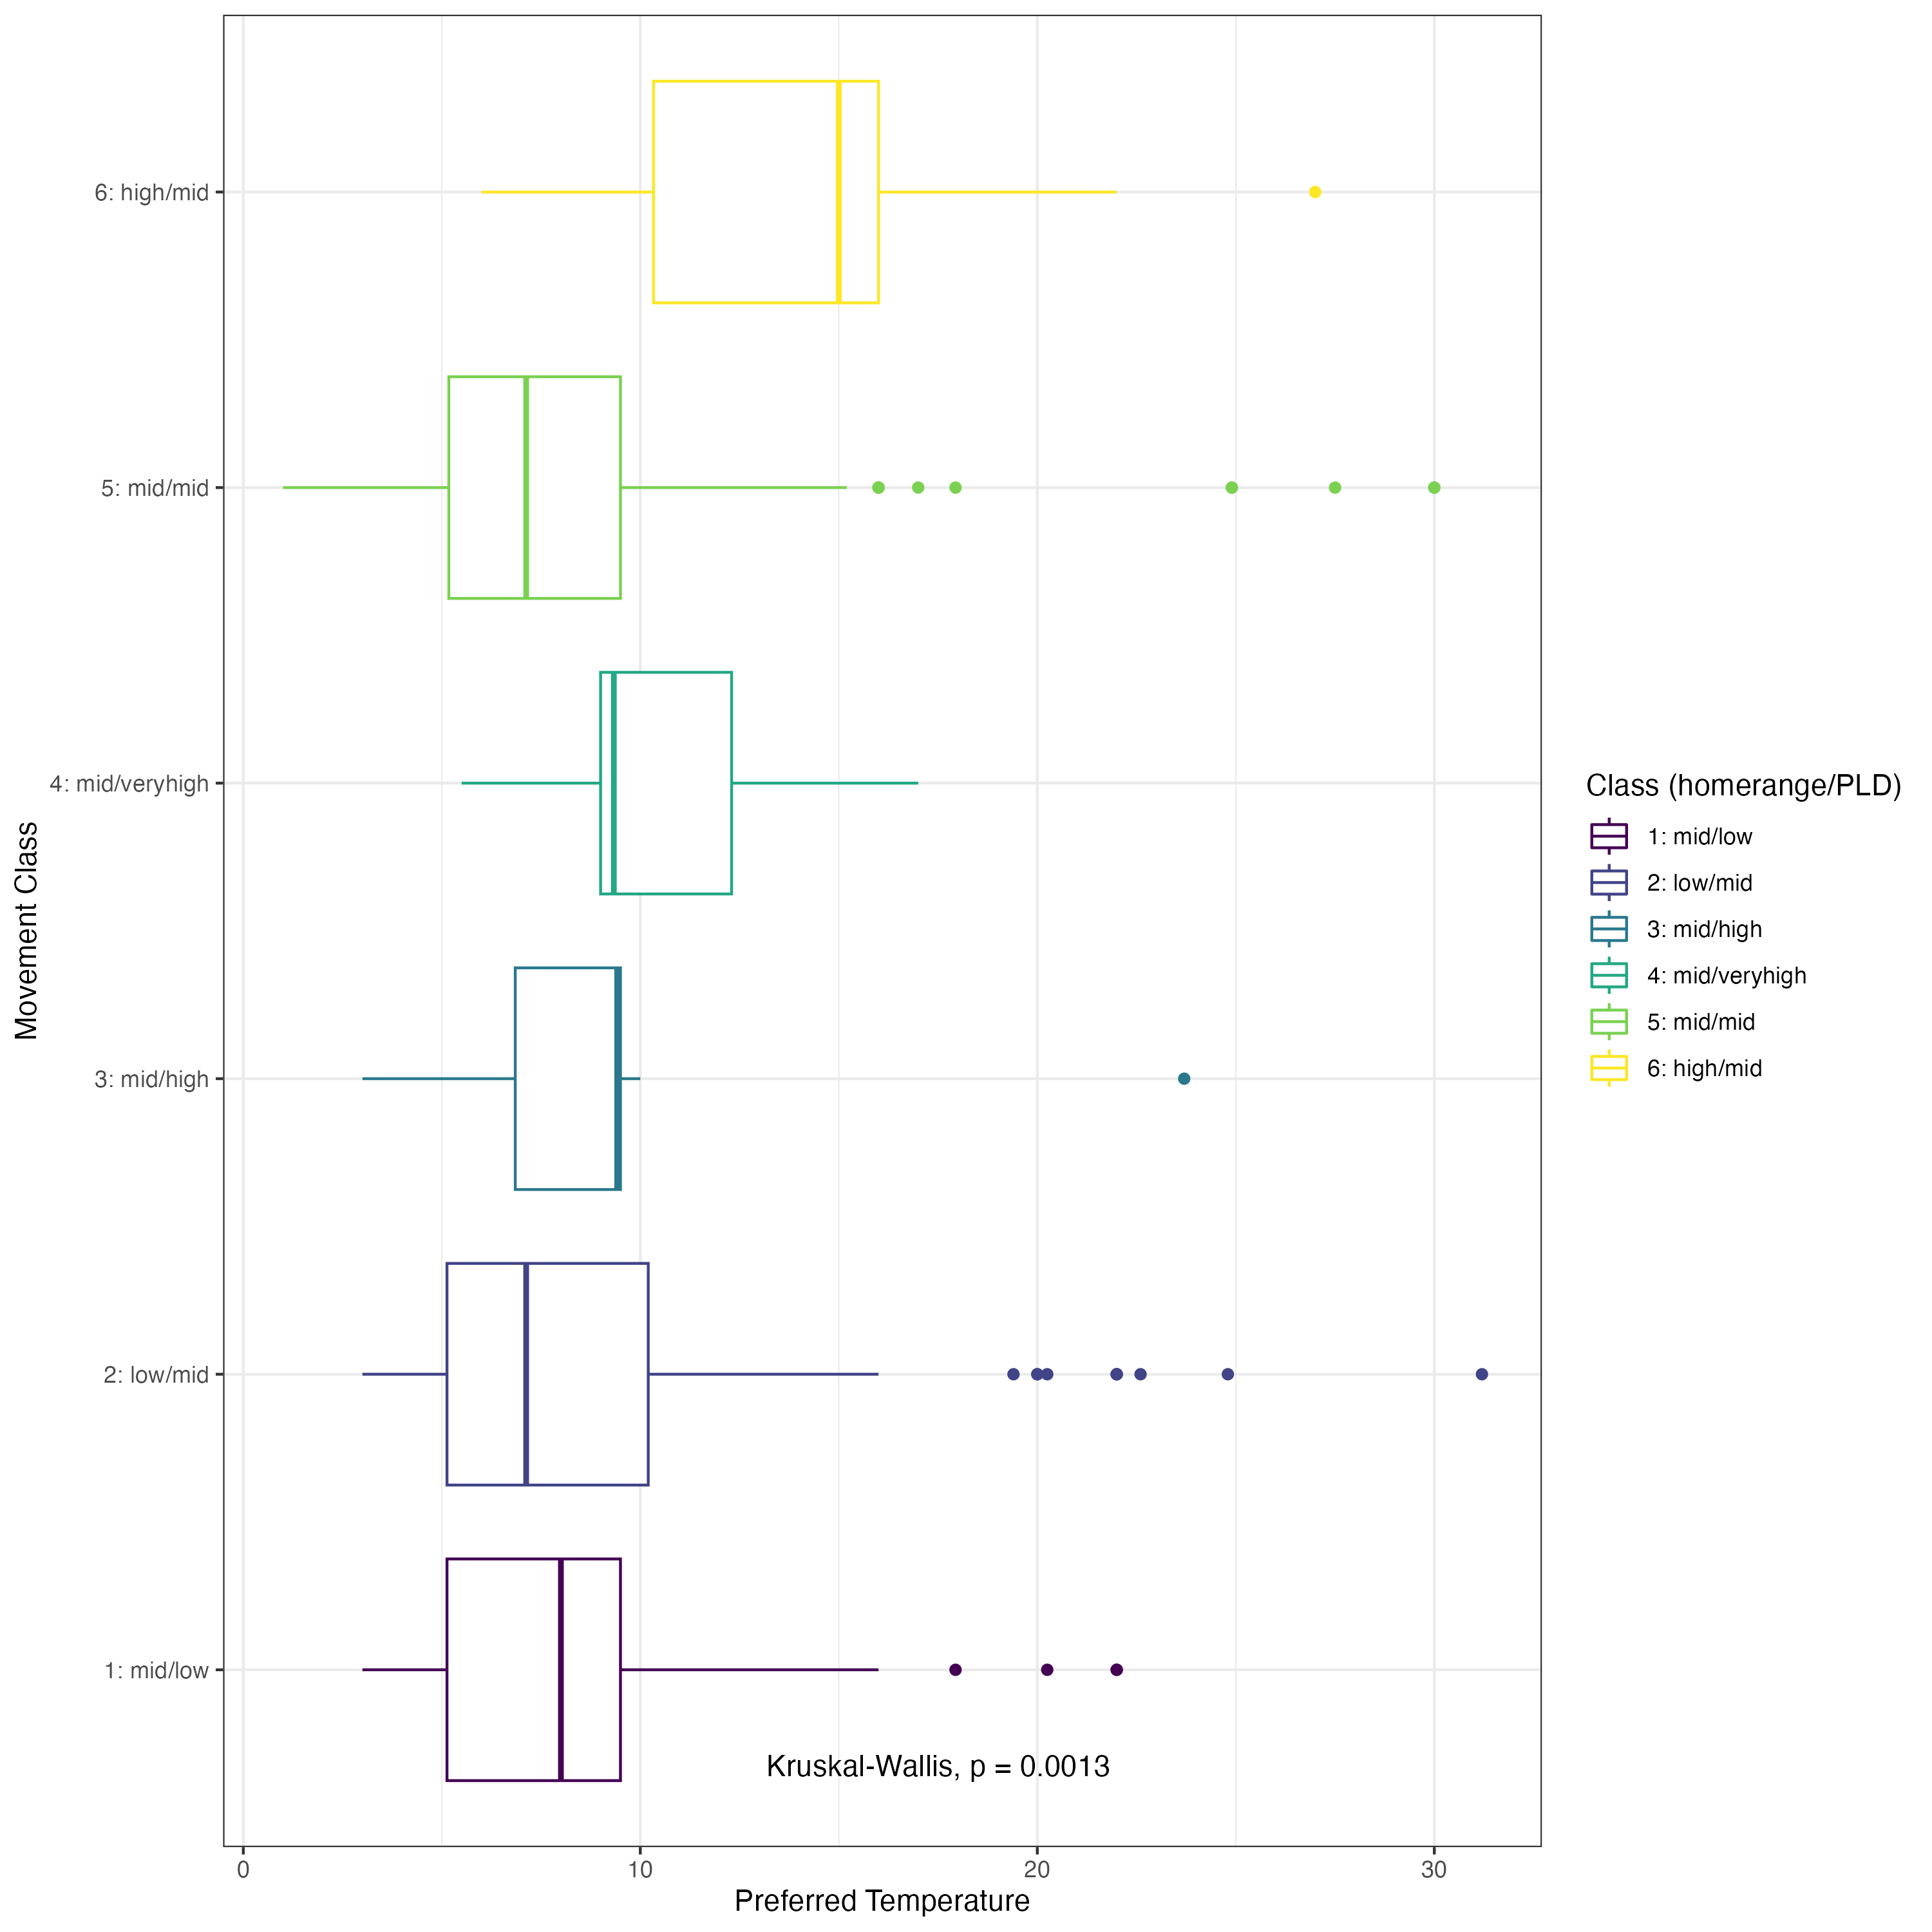 6: high/mid
5: mid/mid
4: mid/veryhigh
3: mid/high
2: low/mid
1: mid/low
Movement Class
Kruskal-Wallis, p = 0.0013
0 10 20 30
Preferred Temperature
Class (homerange/PLD)
1: mid/low
2: low/mid
3: mid/high
4: mid/veryhigh
5: mid/mid
6: high/mid